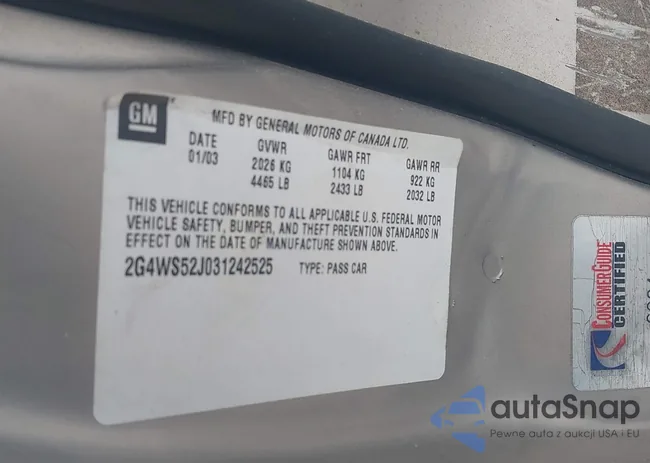 GM
MFD BY GENERAL MOTORS OF CANADA LTD.
DATE GVWR GAWR FRT GAWR RR
01/03 2026 KG 1104 KG 922 KG
4465 LB 2433 LB 2032 LB
THIS VEHICLE CONFORMS TO ALL APPLICABLE U.S. FEDERAL MOTOR
VEHICLE SAFETY, BUMPER, AND THEFT PREVENTION STANDARDS IN
EFFECT ON THE DATE OF MANUFACTURE SHOWN ABOVE.
2G4WS52J031242525 TYPE: PASS CAR
CONSUMER GUIDE
CERTIFIED
autaSnap
Pewne auta z aukcji USA i EU